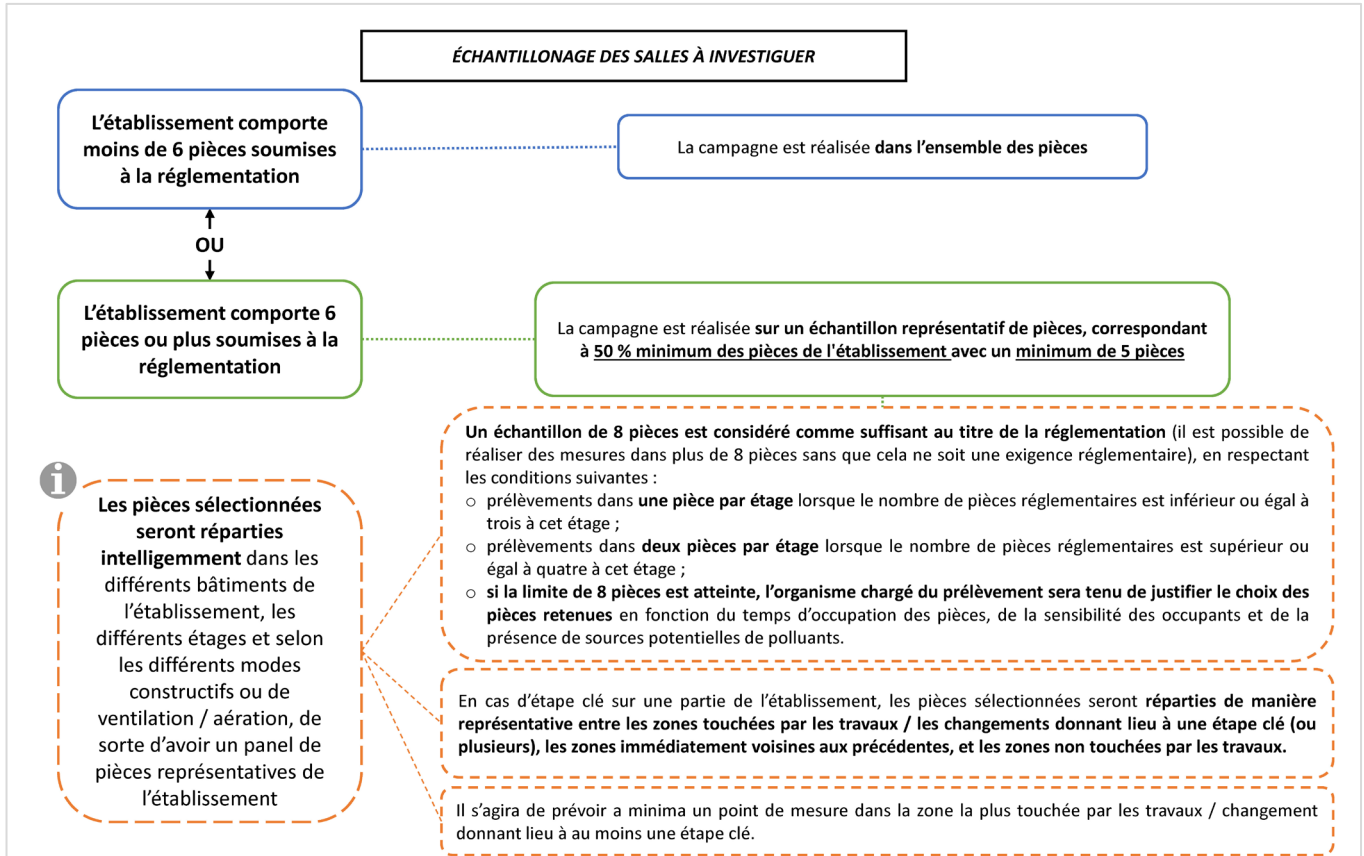 ÉCHANTILLONAGE DES SALLES À INVESTIGUER
L’établissement comporte
moins de 6 pièces soumises
à la réglementation
La campagne est réalisée dans l’ensemble des pièces
OU
L’établissement comporte 6
pièces ou plus soumises à la
réglementation
La campagne est réalisée sur un échantillon représentatif de pièces, correspondant
à 50 % minimum des pièces de l'établissement avec un minimum de 5 pièces
i
Les pièces sélectionnées
seront réparties
intelligemment dans les
différents bâtiments de
l’établissement, les
différents étages et selon
les différents modes
constructifs ou de
ventilation / aération, de
sorte d’avoir un panel de
pièces représentatives de
l’établissement
Un échantillon de 8 pièces est considéré comme suffisant au titre de la réglementation (il est possible de
réaliser des mesures dans plus de 8 pièces sans que cela ne soit une exigence réglementaire), en respectant
les conditions suivantes :
o prélèvements dans une pièce par étage lorsque le nombre de pièces réglementaires est inférieur ou égal à
trois à cet étage ;
o prélèvements dans deux pièces par étage lorsque le nombre de pièces réglementaires est supérieur ou
égal à quatre à cet étage ;
o si la limite de 8 pièces est atteinte, l’organisme chargé du prélèvement sera tenu de justifier le choix des
pièces retenues en fonction du temps d’occupation des pièces, de la sensibilité des occupants et de la
présence de sources potentielles de polluants.
En cas d’étape clé sur une partie de l’établissement, les pièces sélectionnées seront réparties de manière
représentative entre les zones touchées par les travaux / les changements donnant lieu à une étape clé (ou
plusieurs), les zones immédiatement voisines aux précédentes, et les zones non touchées par les travaux.
Il s’agira de prévoir a minima un point de mesure dans la zone la plus touchée par les travaux / changement
donnant lieu à au moins une étape clé.